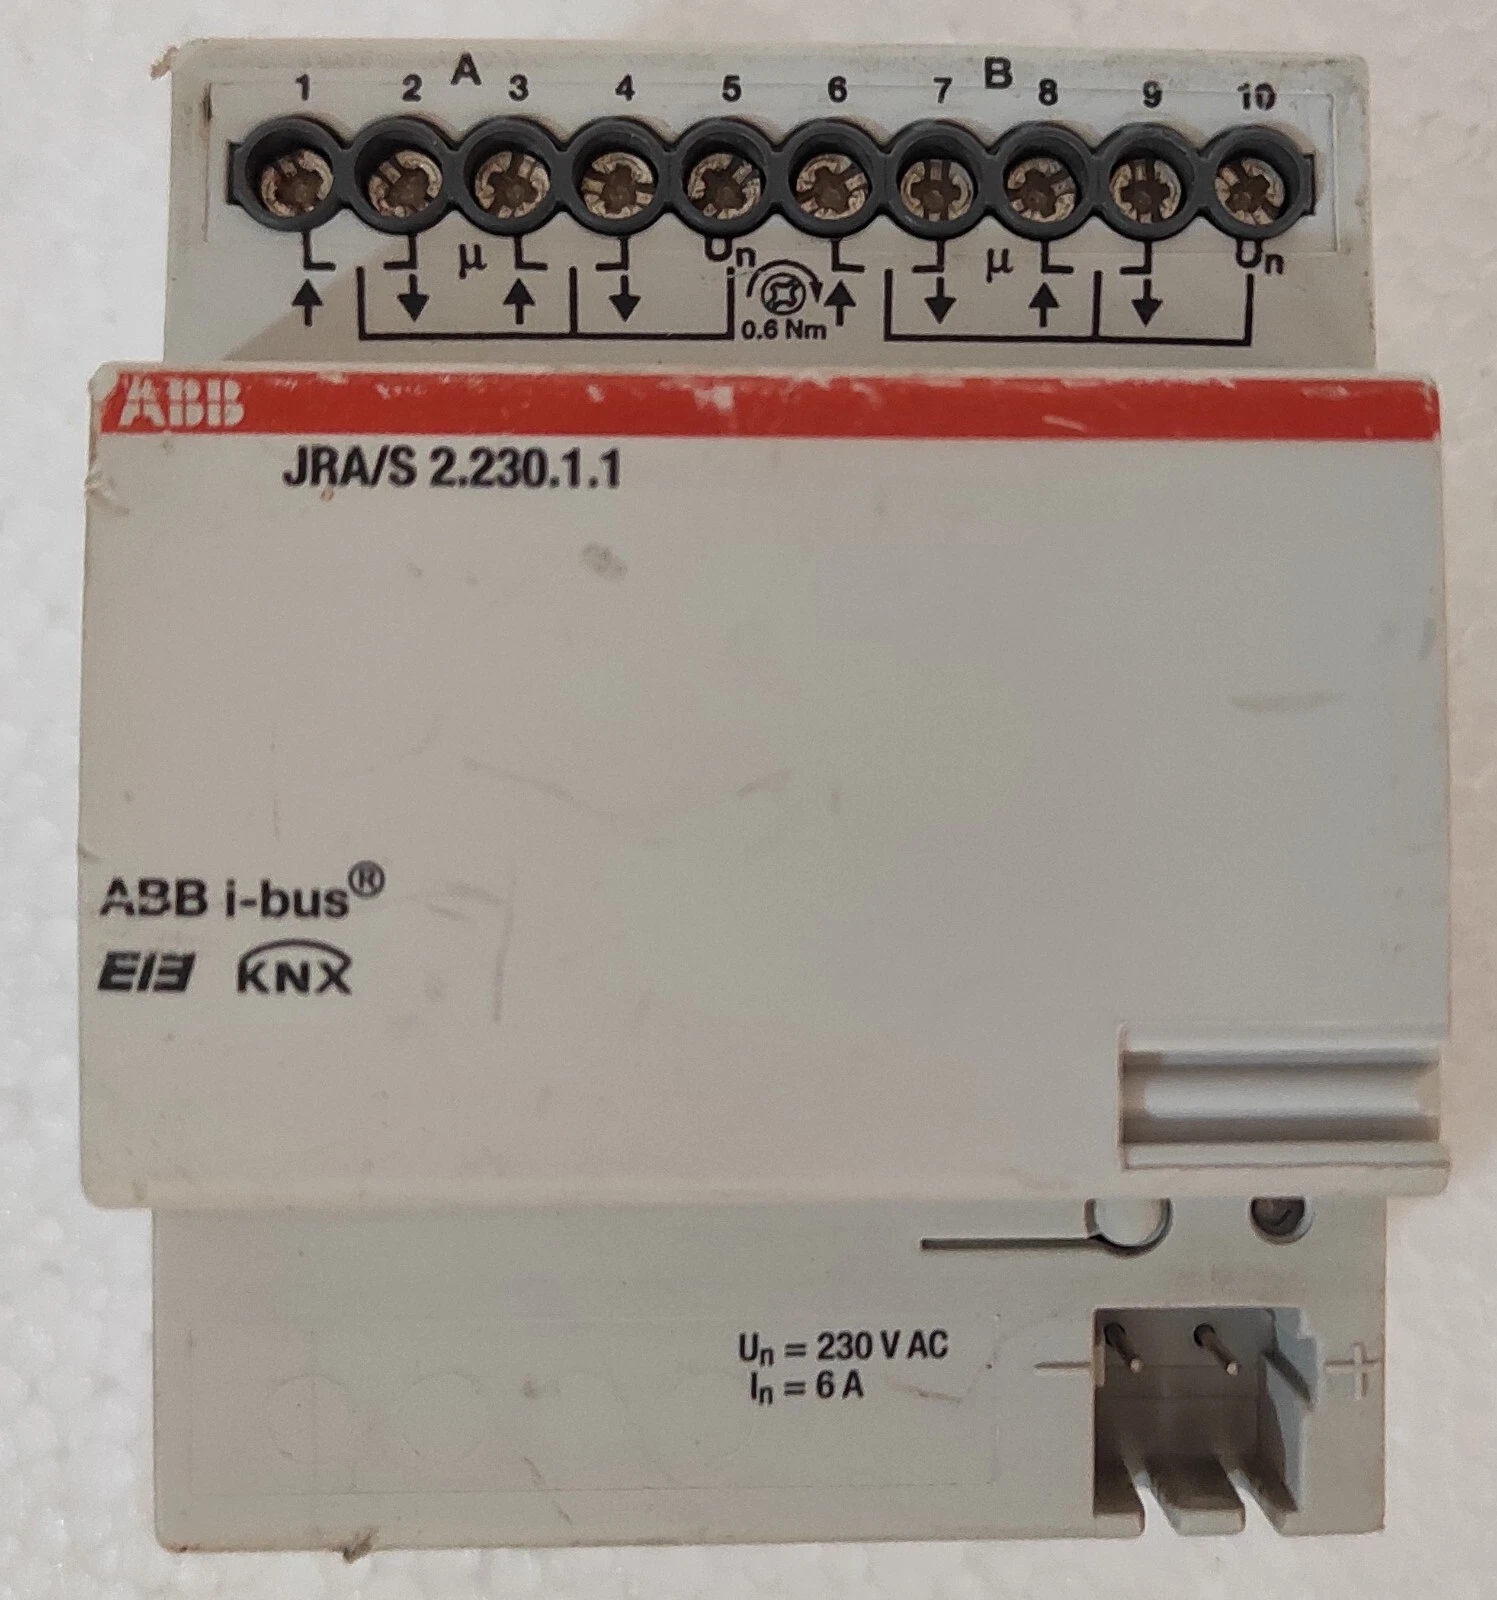 A B
1 2 3 4 5 6 7 8 9 10
µ Un µ Un
0.6 Nm
ABB
JRA/S 2.230.1.1
ABB i-bus®
EIB KNX
Un = 230 V AC
In = 6 A
− +